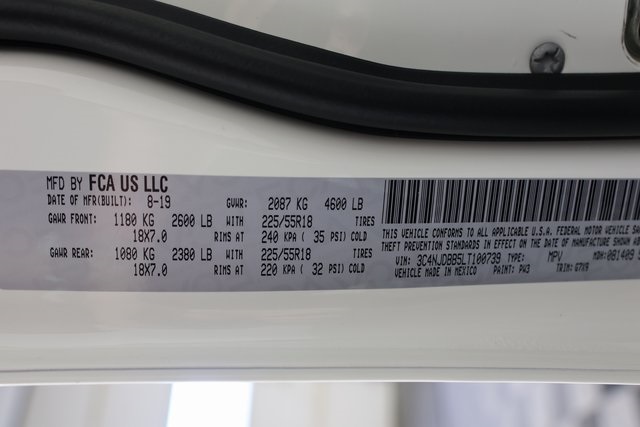 MFD BY FCA US LLC
DATE OF MFR(BUILT): 8-19 GVWR: 2087 KG 4600 LB
GAWR FRONT: 1180 KG 2600 LB WITH 225/55R18 TIRES
18X7.0 RIMS AT 240 KPA ( 35 PSI) COLD
GAWR REAR: 1080 KG 2380 LB WITH 225/55R18 TIRES
18X7.0 RIMS AT 220 KPA ( 32 PSI) COLD
THIS VEHICLE CONFORMS TO ALL APPLICABLE U.S.A. FEDERAL MOTOR VEHICLE
THEFT PREVENTION STANDARDS IN EFFECT ON THE DATE OF MANUFACTURE SHOWN
VIN: 3C4NJDBB5LT100739 TYPE: MPV MDH: 081409
VEHICLE MADE IN MEXICO PAINT: PW3 TRIM: G7X9